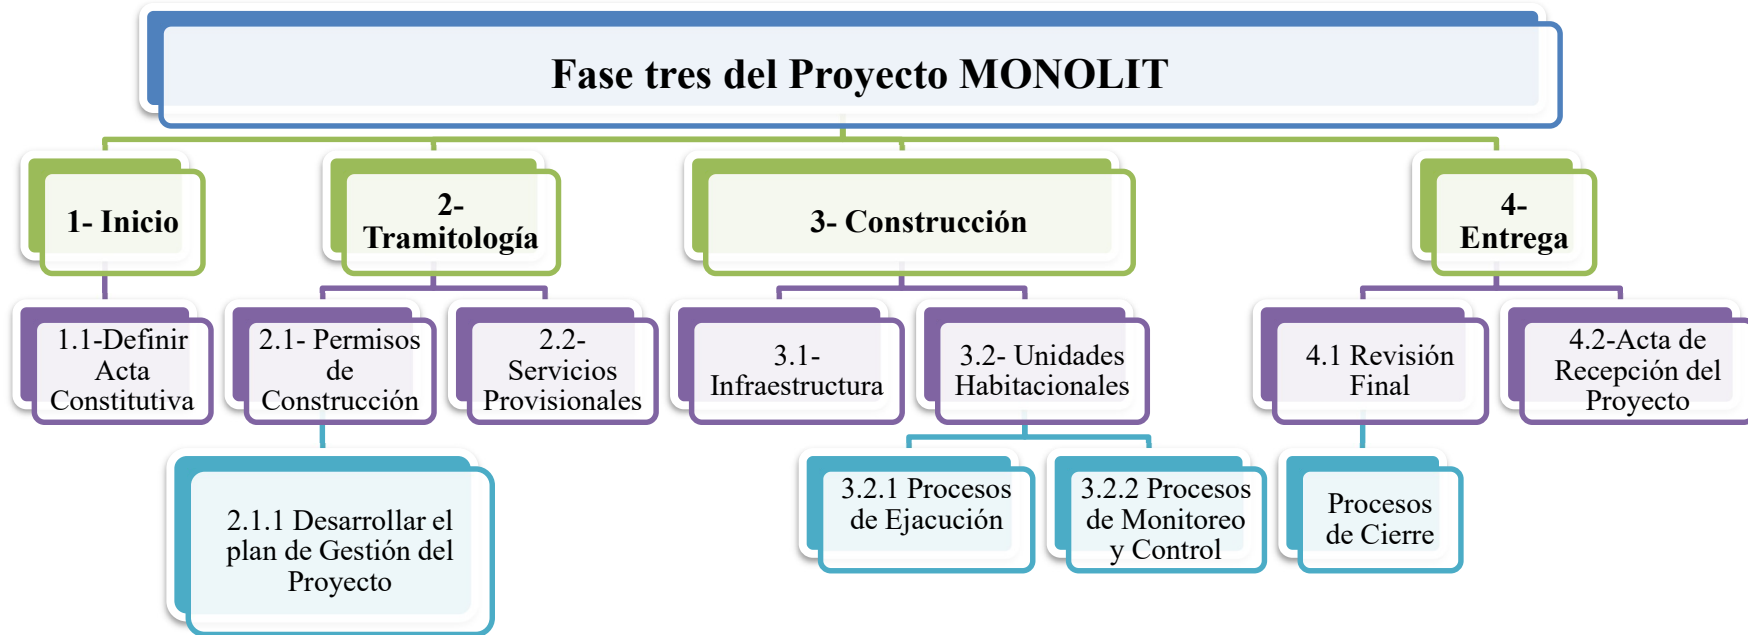 Fase tres del Proyecto MONOLIT
1- Inicio
2-
Tramitología
3- Construcción
4-
Entrega
1.1-Definir
Acta
Constitutiva
2.1- Permisos
de
Construcción
2.2-
Servicios
Provisionales
3.1-
Infraestructura
3.2- Unidades
Habitacionales
4.1 Revisión
Final
4.2-Acta de
Recepción del
Proyecto
2.1.1 Desarrollar el
plan de Gestión del
Proyecto
3.2.1 Procesos
de Ejacución
3.2.2 Procesos
de Monitoreo
y Control
Procesos
de Cierre